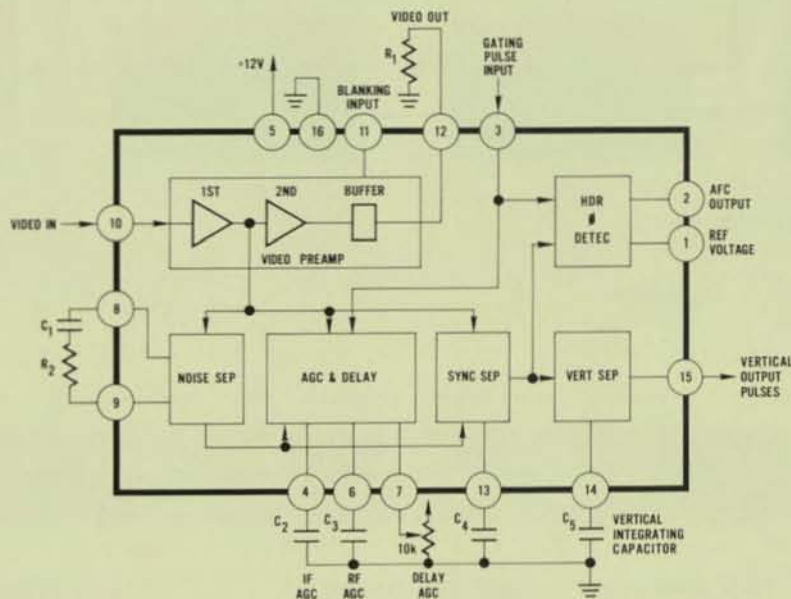 VIDEO OUT
R1
GATING
PULSE
INPUT
+12V
BLANKING
INPUT
5
16
11
12
3
1ST
2ND
BUFFER
VIDEO PREAMP
HDR
Ø
DETEC
2
AFC
OUTPUT
1
REF
VOLTAGE
VIDEO IN
10
8
C1
R2
9
NOISE SEP
AGC & DELAY
SYNC SEP
VERT SEP
15
VERTICAL
OUTPUT
PULSES
4
6
7
13
14
C2
C3
10k
C4
C5
VERTICAL
INTEGRATING
CAPACITOR
IF
AGC
RF
AGC
DELAY
AGC